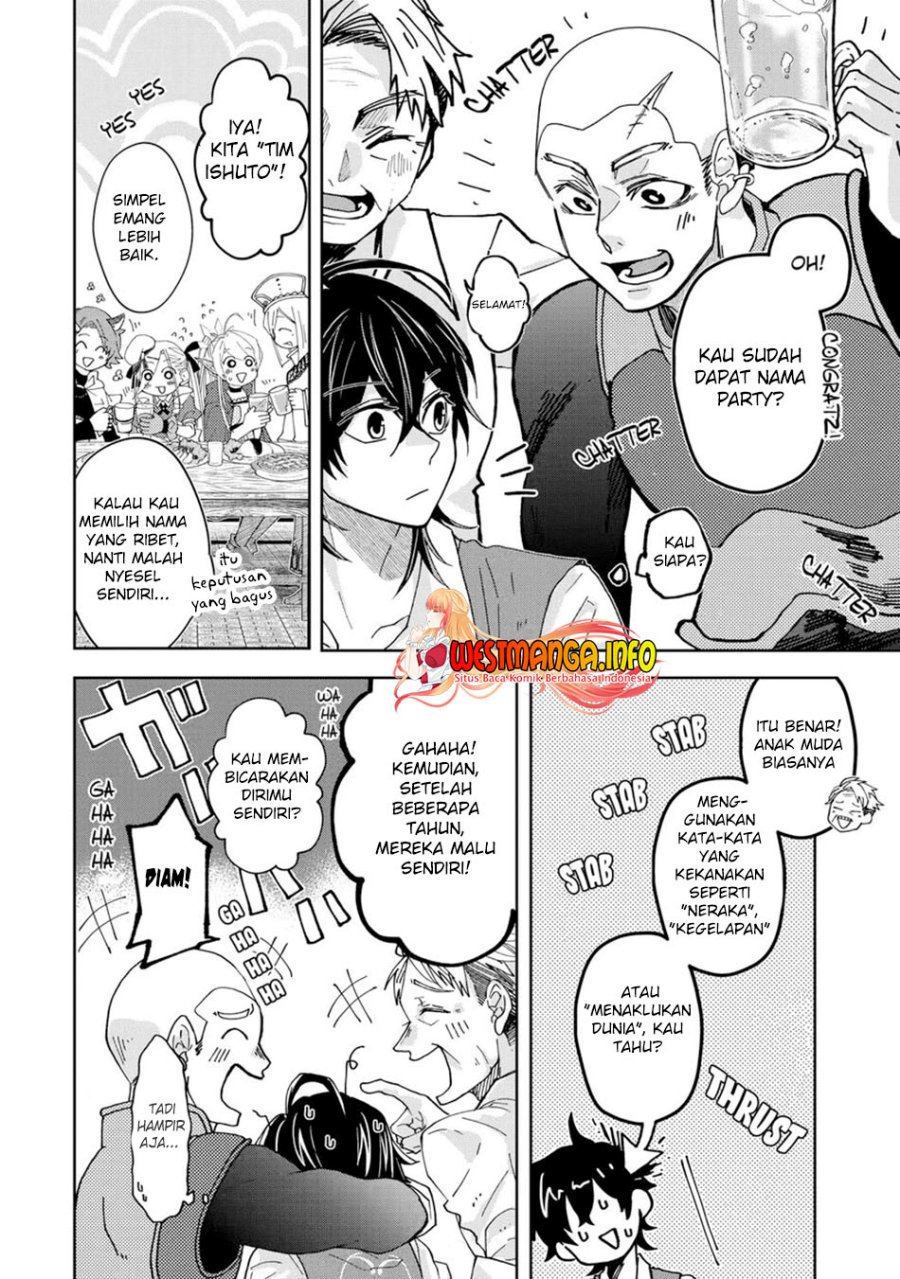 CHATTER
OH!
KAU SUDAH
DAPAT NAMA
PARTY?
CONGRATZ!
SELAMAT!
CHATTER
KAU
SIAPA?
CHATTER
IYA!
KITA "TIM
ISHUTO"!
YES
YES
YES
SIMPEL
EMANG
LEBIH
BAIK.
KALAU KAU
MEMILIH NAMA
YANG RIBET,
NANTI MALAH
NYESEL
SENDIRI...
itu
keputusan
yang bagus
WESTMANGA.INFO
Situs Baca Komik Berbahasa Indonesia
ITU BENAR!
ANAK MUDA
BIASANYA
STAB
STAB
STAB
MENG-
GUNAKAN
KATA-KATA
YANG
KEKANAKAN
SEPERTI
"NERAKA",
"KEGELAPAN"
ATAU
"MENAKLUKAN
DUNIA", KAU
TAHU?
THRUST
GAHAHA!
KEMUDIAN,
SETELAH
BEBERAPA
TAHUN,
MEREKA MALU
SENDIRI!
WA
HA
HA
KAU MEM-
BICARAKAN
DIRIMU
SENDIRI?
ガハハ
GA
HA
HA
HA
DIAM!
GA
HA
HA
HA
TADI
HAMPIR
AJA...